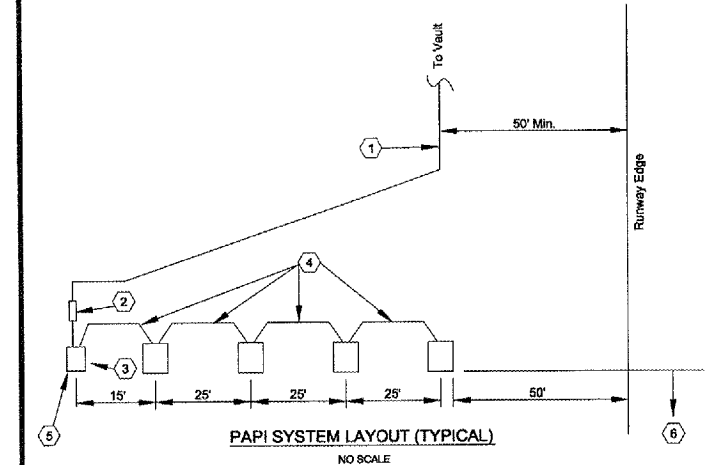 To Vault
50' Min.
1
Runway Edge
4
2
3
15'
25'
25'
25'
50'
5
6
PAPI SYSTEM LAYOUT (TYPICAL)
NO SCALE